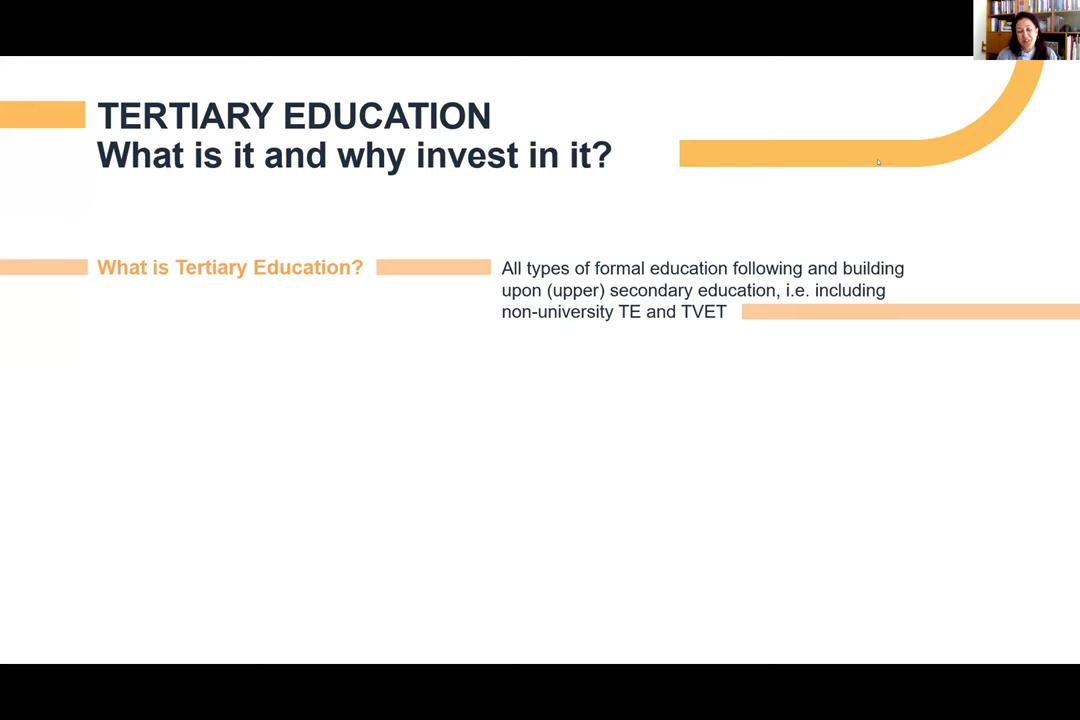 TERTIARY EDUCATION
What is it and why invest in it?
What is Tertiary Education?
All types of formal education following and building
upon (upper) secondary education, i.e. including
non-university TE and TVET